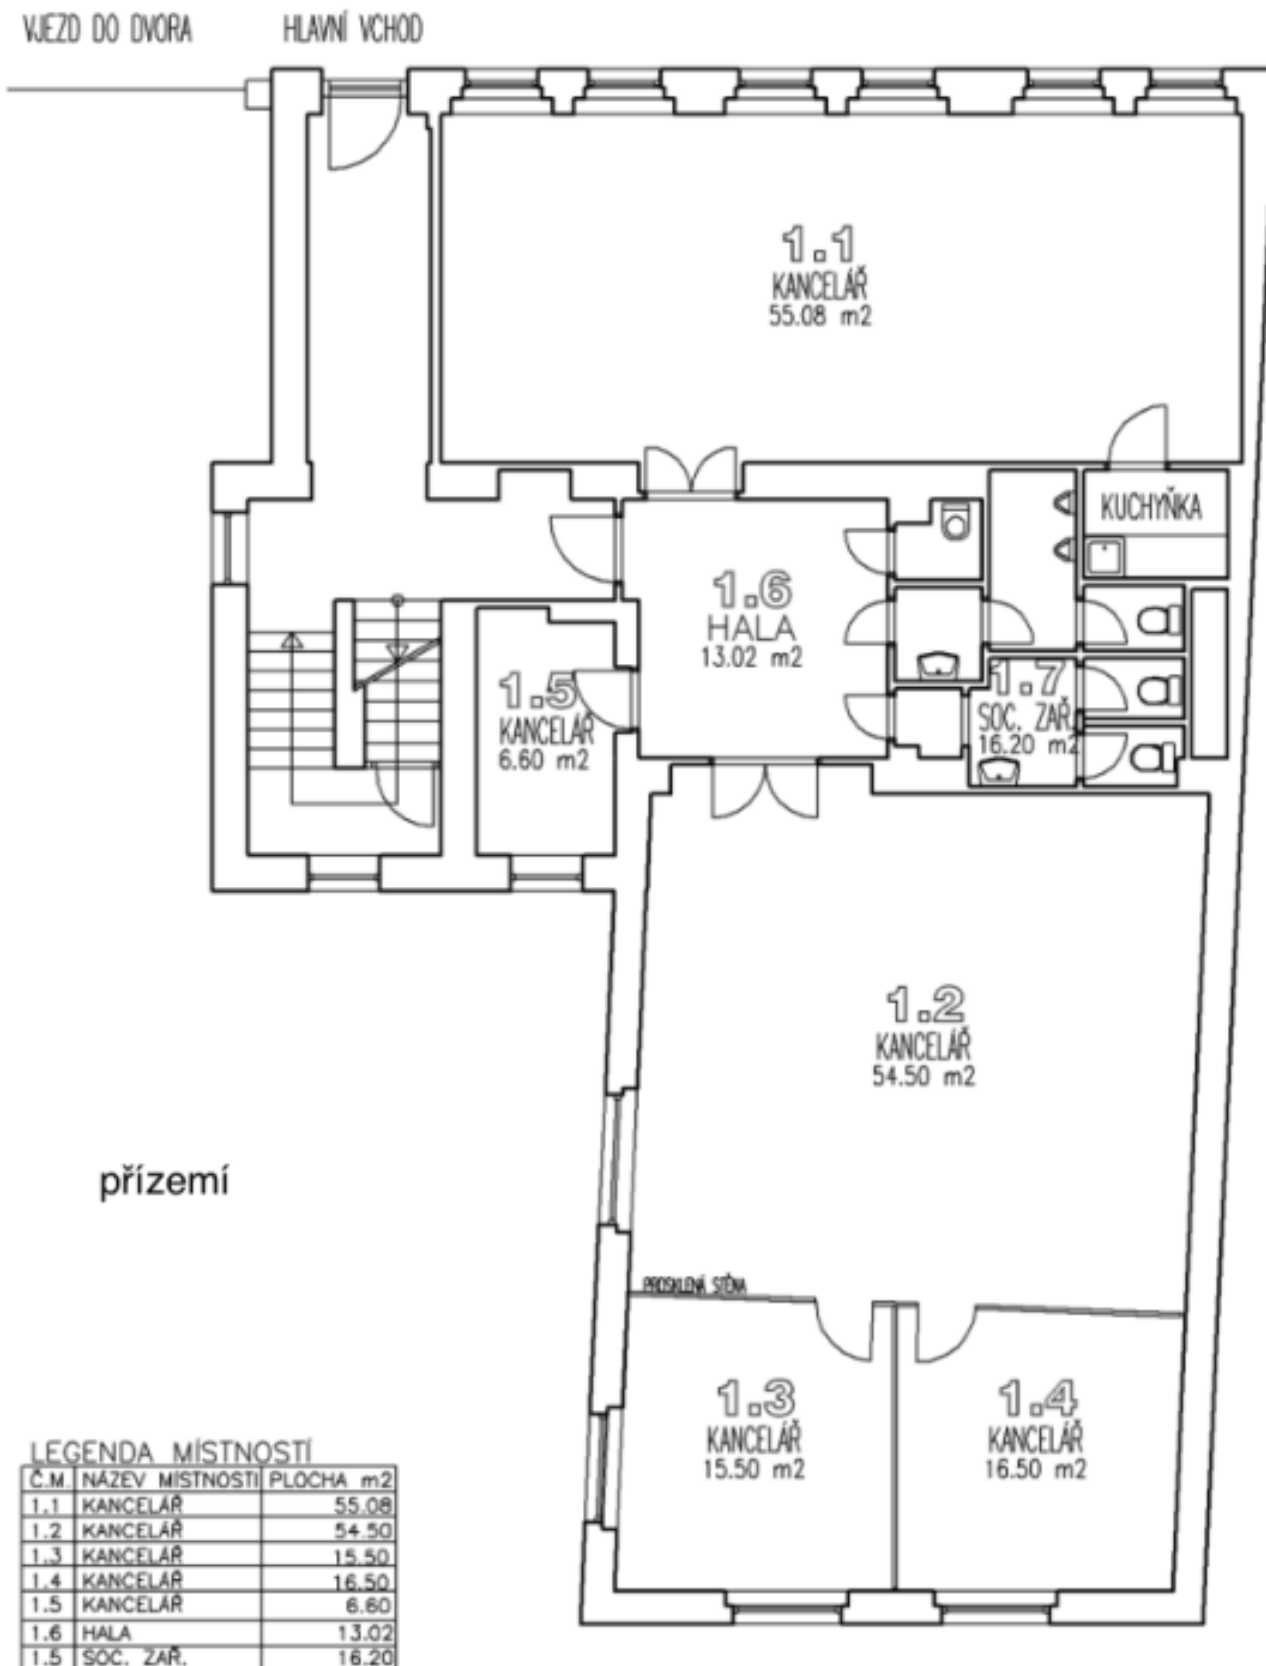 VJEZD DO DVORA
HLAVNÍ VCHOD
1.1
KANCELÁŘ
55.08 m2
KUCHYŇKA
1.6
HALA
13.02 m2
1.5
KANCELÁŘ
6.60 m2
1.7
SOC. ZAŘ.
16.20 m2
1.2
KANCELÁŘ
54.50 m2
přízemí
PROSKLENÁ STĚNA
1.3
KANCELÁŘ
15.50 m2
1.4
KANCELÁŘ
16.50 m2
LEGENDA MÍSTNOSTÍ
Č.M. NÁZEV MÍSTNOSTI PLOCHA m2
1.1 KANCELÁŘ 55.08
1.2 KANCELÁŘ 54.50
1.3 KANCELÁŘ 15.50
1.4 KANCELÁŘ 16.50
1.5 KANCELÁŘ 6.60
1.6 HALA 13.02
1.5 SOC. ZAŘ. 16.20